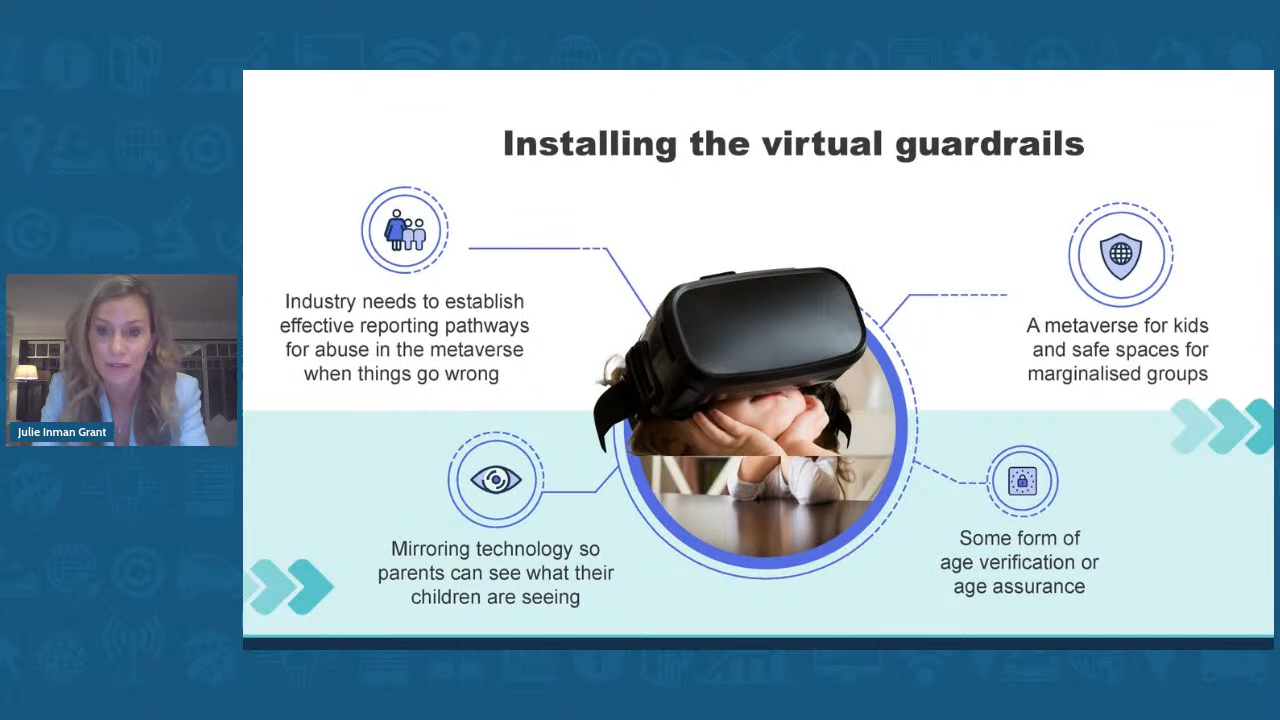 Installing the virtual guardrails
Industry needs to establish
effective reporting pathways
for abuse in the metaverse
when things go wrong
A metaverse for kids
and safe spaces for
marginalised groups
Julie Inman Grant
Mirroring technology so
parents can see what their
children are seeing
Some form of
age verification or
age assurance